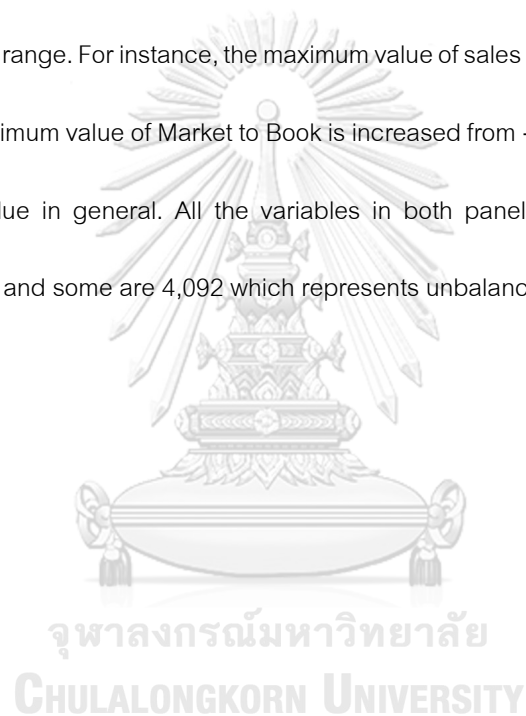 range. For instance, the maximum value of sales
imum value of Market to Book is increased from -
lue in general. All the variables in both panel
and some are 4,092 which represents unbalanc
จุฬาลงกรณ์มหาวิทยาลัย
CHULALONGKORN UNIVERSITY